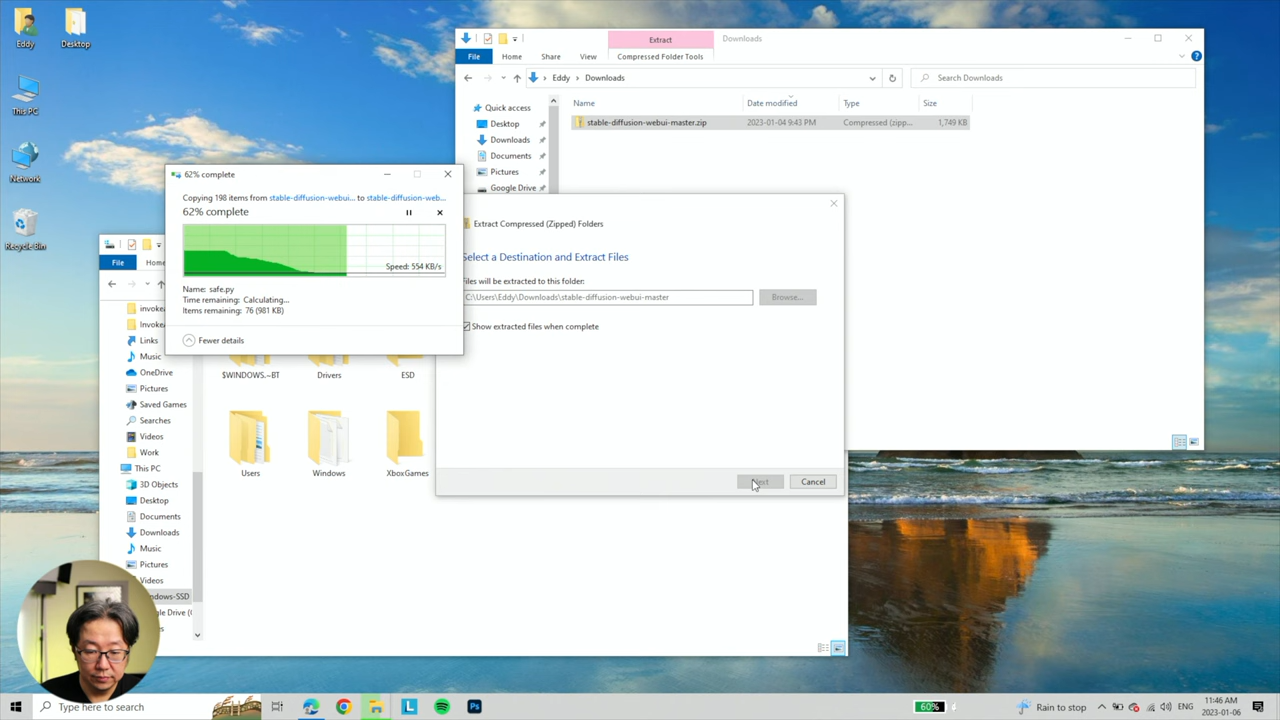 Eddy
Desktop
This PC
Network
Recycle Bin
Extract
Downloads
File
Home
Share
View
Compressed Folder Tools
Eddy > Downloads
Search Downloads
Name
Date modified
Type
Size
Quick access
Desktop
Downloads
Documents
Pictures
Google Drive
stable-diffusion-webui-master.zip
2023-01-04 9:43 PM
Compressed (zipp...
1,749 KB
62% complete
Copying 198 items from stable-diffusion-webui... to stable-diffusion-web...
62% complete
Speed: 554 KB/s
Name: safe.py
Time remaining: Calculating...
Items remaining: 76 (981 KB)
Fewer details
Extract Compressed (Zipped) Folders
Select a Destination and Extract Files
Files will be extracted to this folder:
C:\Users\Eddy\Downloads\stable-diffusion-webui-master
Browse...
Show extracted files when complete
Cancel
File
Home
Links
Music
OneDrive
Pictures
Saved Games
Searches
Videos
Work
This PC
3D Objects
Desktop
Documents
Downloads
Music
Pictures
Videos
$WINDOWS.~BT
Drivers
ESD
Users
Windows
XboxGames
Type here to search
L
Ps
60%
Rain to stop
ENG
11:46 AM
2023-01-06